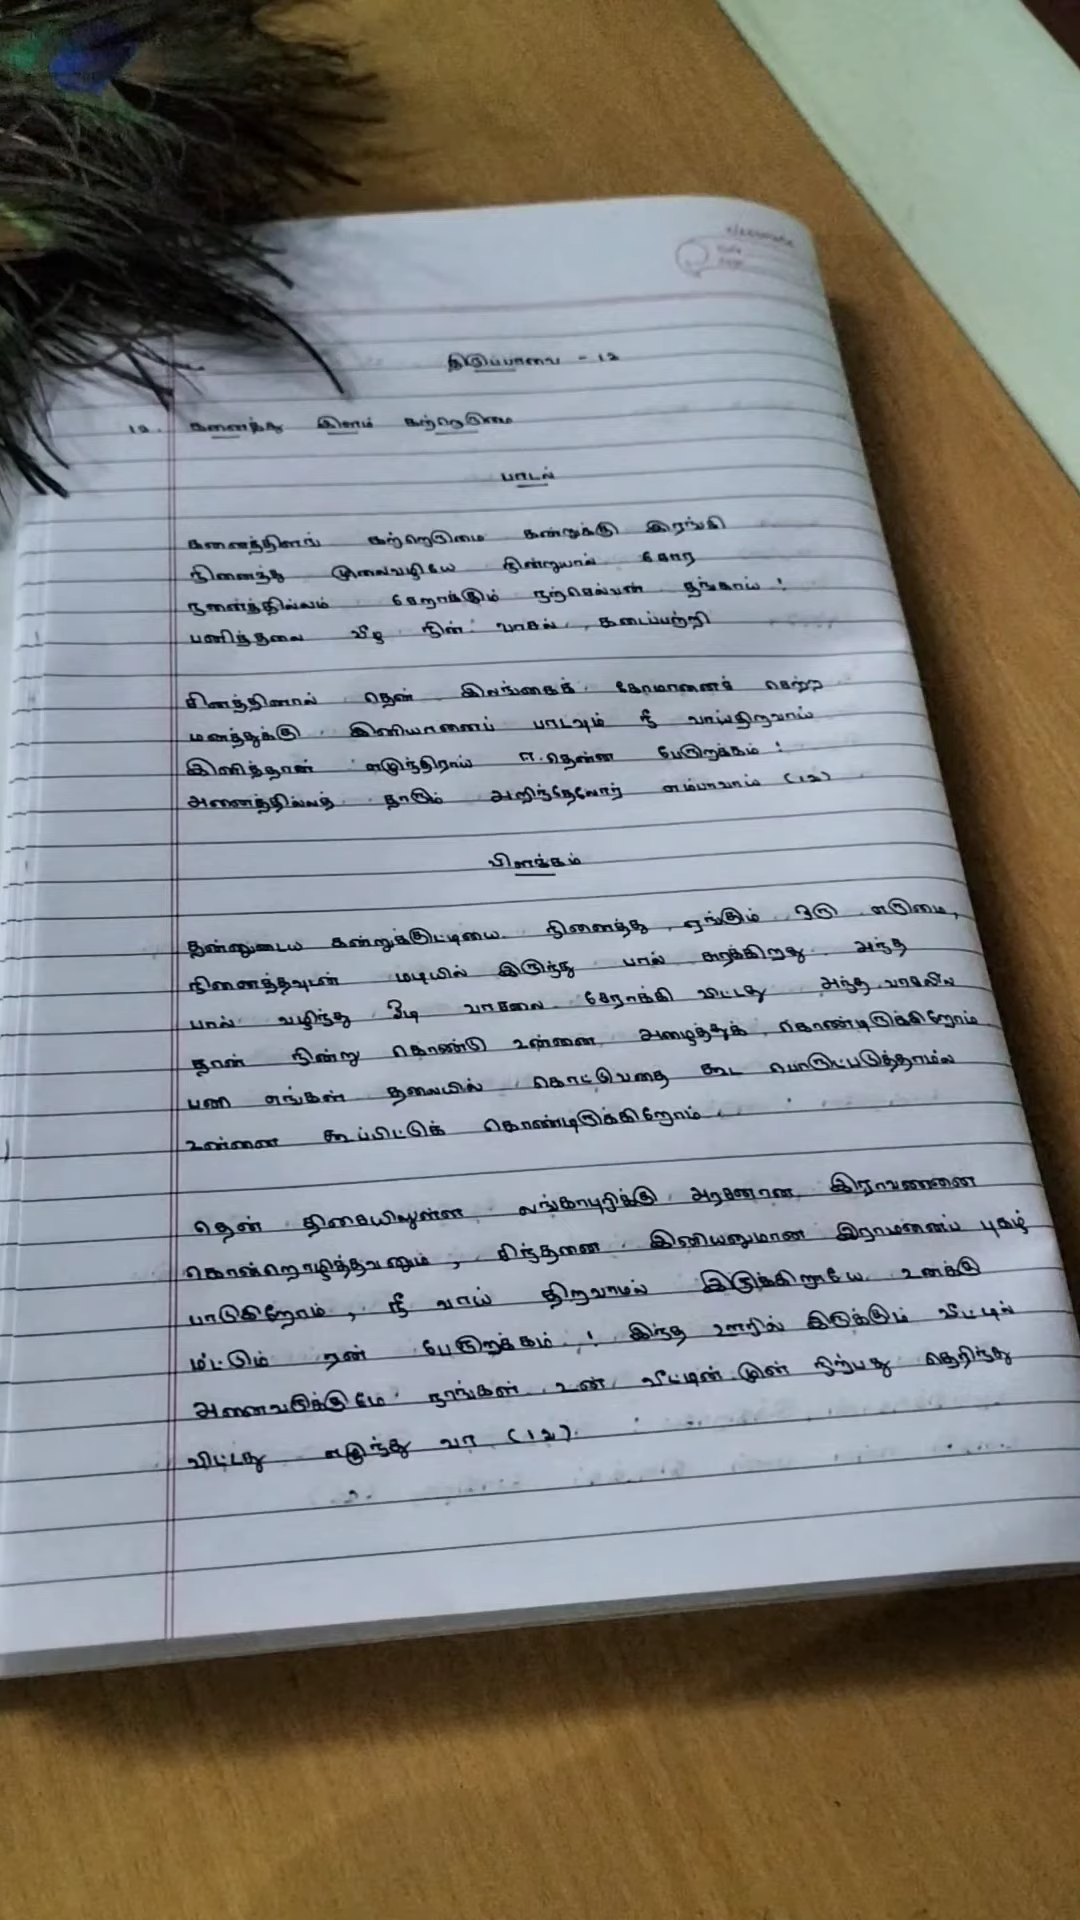 classmate
திருப்பாவை - 12
12. கனைத்து இளம் கற்றெருமை
பாடல்
கனைத்திளங் கற்றெருமை கன்றுக்கு இரங்கி
நினைத்து முலைவழியே நின்றுபால் சோர
நனைத்தில்லம் சேறாக்கும் நற்செல்வன் தங்காய் !
பனித்தலை வீழ நின் வாசல் கடைப்பற்றி
சினத்தினால் தென் இலங்கைக் கோமானைச் செற்ற
மனத்துக்கு இனியானைப் பாடவும் நீ வாய்திறவாய்
இனித்தான் எழுந்திராய் ஈதென்ன பேருறக்கம் !
அனைத்தில்லத் தாரும் அறிந்தேலோர் எம்பாவாய் (12)
விளக்கம்
தன்னுடைய கன்றுக்குட்டியை நினைத்து ஏங்கும் ஒரு எருமை,
நினைத்தவுடன் மடியில் இருந்து பால் சுரக்கிறது. அந்த
பால் வழிந்து ஓடி வாசலை சேராக்கி விட்டது அந்த வாசலில்
தான் நின்று கொண்டு உன்னை அழைத்துக் கொண்டிருக்கிறோம்.
பனி எங்கள் தலையில் கொட்டுவதை கூட பொருட்படுத்தாமல்
உன்னை கூப்பிட்டுக் கொண்டிருக்கிறோம்.
தென் திசையிலுள்ள லங்காபுரிக்கு அரசனான இராவணனை
கொன்றொழித்தவனும், சிந்தனை இனியனுமான இராமனைப் புகழ்
பாடுகிறோம், நீ வாய் திறவாமல் இருக்கிறாயே உனக்கு
மட்டும் ஏன் பேருறக்கம் ! இந்த ஊரில் இருக்கும் வீட்டில்
அனைவருக்குமே நாங்கள் உன் வீட்டின் முன் நிற்பது தெரிந்து
விட்டது எழுந்து வா (12).